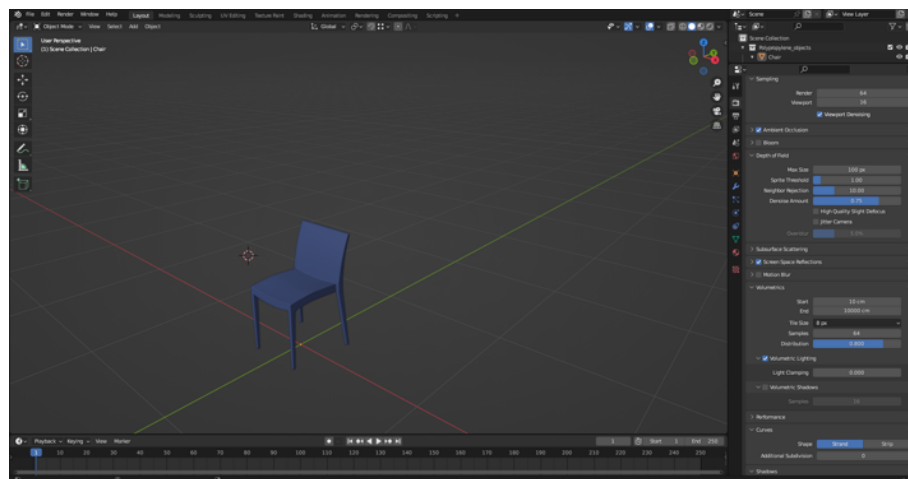 File Edit Render Window Help Layout Modeling Sculpting UV Editing Texture Paint Shading Animation Rendering Compositing Scripting + Scene View Layer
Object Mode View Select Add Object Global
User Perspective
(1) Scene Collection | Chair
Scene Collection
Polypropylene_objects
Chair
Sampling
Render 64
Viewport 16
Viewport Denoising
Ambient Occlusion
Bloom
Depth of Field
Max Size 100 px
Sprite Threshold 1.00
Neighbor Rejection 10.00
Denoise Amount 0.75
High Quality Slight Defocus
Jitter Camera
Subsurface Scattering
Screen Space Reflections
Motion Blur
Volumetrics
Start 10 cm
End 10000 cm
Tile Size 8 px
Samples 64
Distribution 0.800
Volumetric Lighting
Light Clamping 0.000
Volumetric Shadows
Samples 16
Performance
Curves
Shape Strand Strip
Additional Subdivision 0
Shadows
Playback Keying View Marker 1 Start 1 End 250
1 10 20 30 40 50 60 70 80 90 100 110 120 130 140 150 160 170 180 190 200 210 220 230 240 250